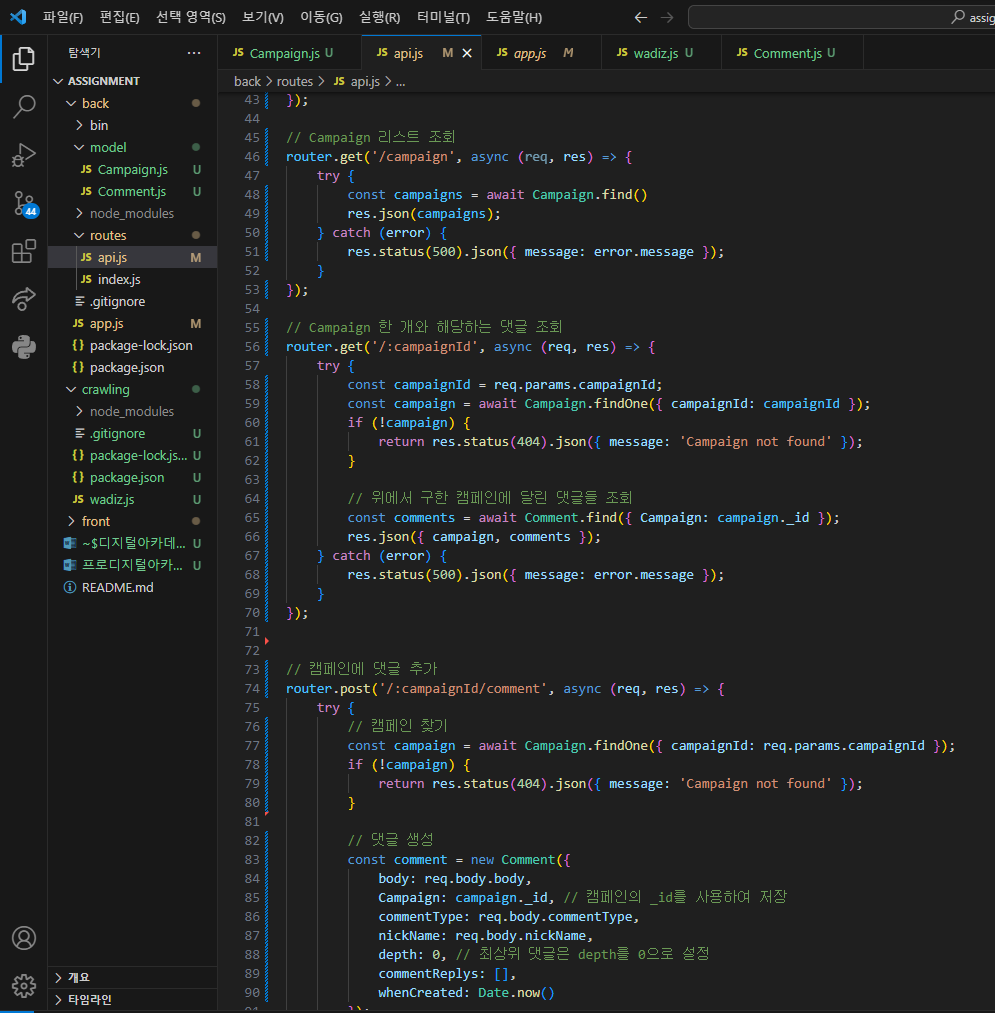 파일(F) 편집(E) 선택 영역(S) 보기(V) 이동(G) 실행(R) 터미널(T) 도움말(H) assig
탐색기 ...
ASSIGNMENT
back
bin
model
JS Campaign.js U
JS Comment.js U
node_modules
routes
JS api.js M
JS index.js
.gitignore
JS app.js M
{} package-lock.json
{} package.json
crawling
node_modules
.gitignore U
{} package-lock.js... U
{} package.json U
JS wadiz.js U
front
~$디지털아카데... U
프로디지털아카... U
README.md
44
개요
타임라인
JS Campaign.js U JS api.js M JS app.js M JS wadiz.js U JS Comment.js U
back > routes > JS api.js > ...
43 });
44
45 // Campaign 리스트 조회
46 router.get('/campaign', async (req, res) => {
47 try {
48 const campaigns = await Campaign.find()
49 res.json(campaigns);
50 } catch (error) {
51 res.status(500).json({ message: error.message });
52 }
53 });
54
55 // Campaign 한 개와 해당하는 댓글 조회
56 router.get('/:campaignId', async (req, res) => {
57 try {
58 const campaignId = req.params.campaignId;
59 const campaign = await Campaign.findOne({ campaignId: campaignId });
60 if (!campaign) {
61 return res.status(404).json({ message: 'Campaign not found' });
62 }
63
64 // 위에서 구한 캠페인에 달린 댓글들 조회
65 const comments = await Comment.find({ Campaign: campaign._id });
66 res.json({ campaign, comments });
67 } catch (error) {
68 res.status(500).json({ message: error.message });
69 }
70 });
71
72
73 // 캠페인에 댓글 추가
74 router.post('/:campaignId/comment', async (req, res) => {
75 try {
76 // 캠페인 찾기
77 const campaign = await Campaign.findOne({ campaignId: req.params.campaignId });
78 if (!campaign) {
79 return res.status(404).json({ message: 'Campaign not found' });
80 }
81
82 // 댓글 생성
83 const comment = new Comment({
84 body: req.body.body,
85 Campaign: campaign._id, // 캠페인의 _id를 사용하여 저장
86 commentType: req.body.commentType,
87 nickName: req.body.nickName,
88 depth: 0, // 최상위 댓글은 depth를 0으로 설정
89 commentReplys: [],
90 whenCreated: Date.now()
91 });